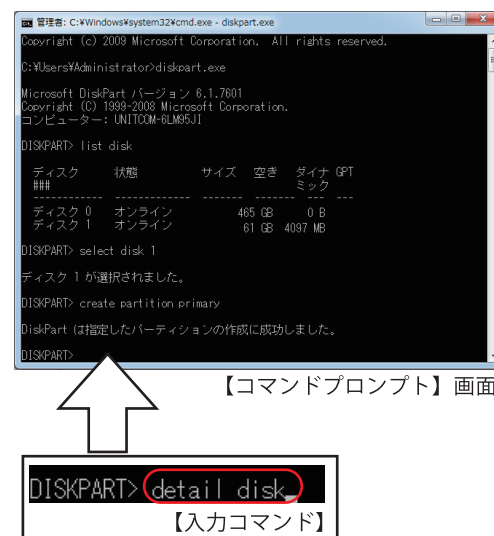 管理者: C:¥Windows¥system32¥cmd.exe - diskpart.exe
Copyright (c) 2009 Microsoft Corporation.  All rights reserved.
C:¥Users¥Administrator>diskpart.exe
Microsoft DiskPart バージョン 6.1.7601
Copyright (C) 1999-2008 Microsoft Corporation.
コンピューター: UNITCOM-6LM95JI
DISKPART> list disk
ディスク 状態 サイズ 空き ダイナ GPT
### ミック
------------ ------------- ------- ------- --- ---
ディスク 0 オンライン 465 GB 0 B
ディスク 1 オンライン 61 GB 4097 MB
DISKPART> select disk 1
ディスク 1 が選択されました。
DISKPART> create partition primary
DiskPart は指定したパーティションの作成に成功しました。
DISKPART>
【コマンドプロンプト】画面
DISKPART> detail disk_
【入力コマンド】